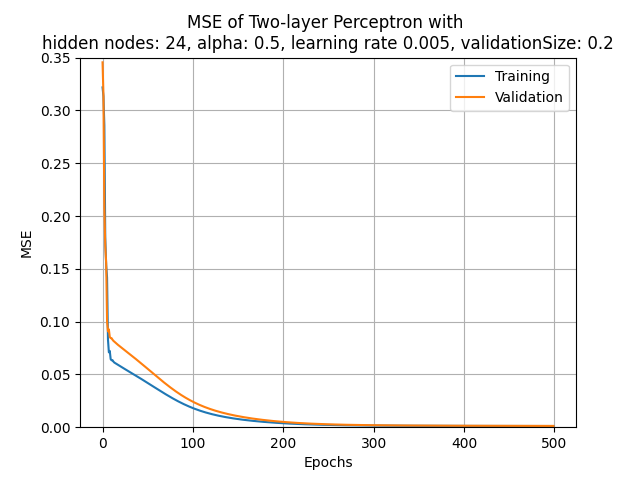 MSE of Two-layer Perceptron with
hidden nodes: 24, alpha: 0.5, learning rate 0.005, validationSize: 0.2
0.35
0.30
0.25
0.20
0.15
0.10
0.05
0.00
MSE
Training
Validation
0 100 200 300 400 500
Epochs